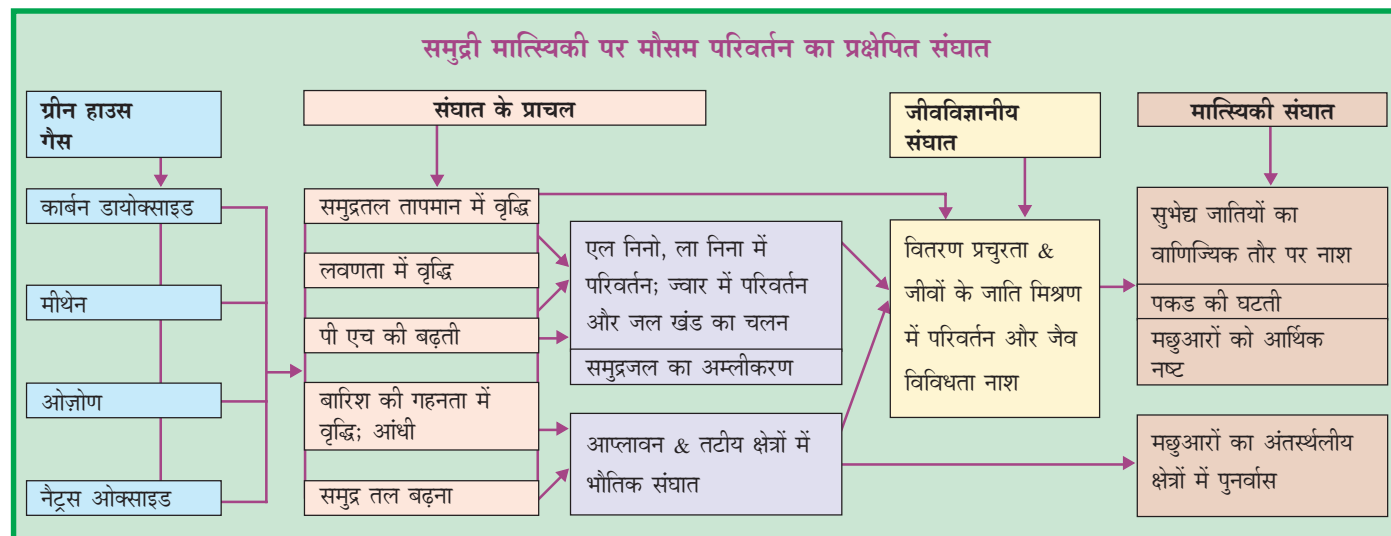 समुद्री मात्स्यिकी पर मौसम परिवर्तन का प्रक्षेपित संघात
ग्रीन हाउस
गैस
कार्बन डायोक्साइड
मीथेन
ओज़ोण
नैट्रस ओक्साइड
संघात के प्राचल
समुद्रतल तापमान में वृद्धि
लवणता में वृद्धि
पी एच की बढ़ती
बारिश की गहनता में
वृद्धि; आंधी
समुद्र तल बढ़ना
एल निनो, ला निना में
परिवर्तन; ज्वार में परिवर्तन
और जल खंड का चलन
समुद्रजल का अम्लीकरण
आप्लावन & तटीय क्षेत्रों में
भौतिक संघात
जीवविज्ञानीय
संघात
वितरण प्रचुरता &
जीवों के जाति मिश्रण
में परिवर्तन और जैव
विविधता नाश
मात्स्यिकी संघात
सुभेद्य जातियों का
वाणिज्यिक तौर पर नाश
पकड की घटती
मछुआरों को आर्थिक
नष्ट
मछुआरों का अंतर्स्थलीय
क्षेत्रों में पुनर्वास